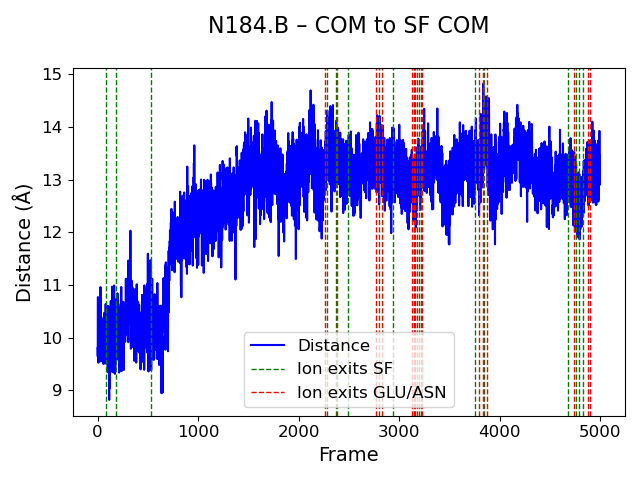 N184.B – COM to SF COM
15
14
13
12
11
10
9
Distance (Å)
Distance
Ion exits SF
Ion exits GLU/ASN
0 1000 2000 3000 4000 5000
Frame